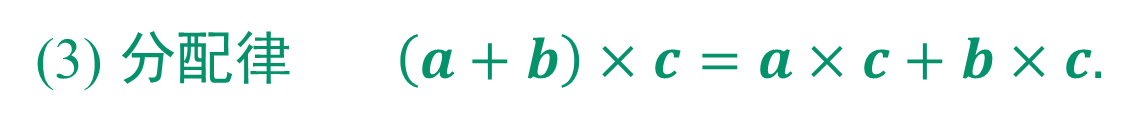 (3) 分配律 (a + b) × c = a × c + b × c.